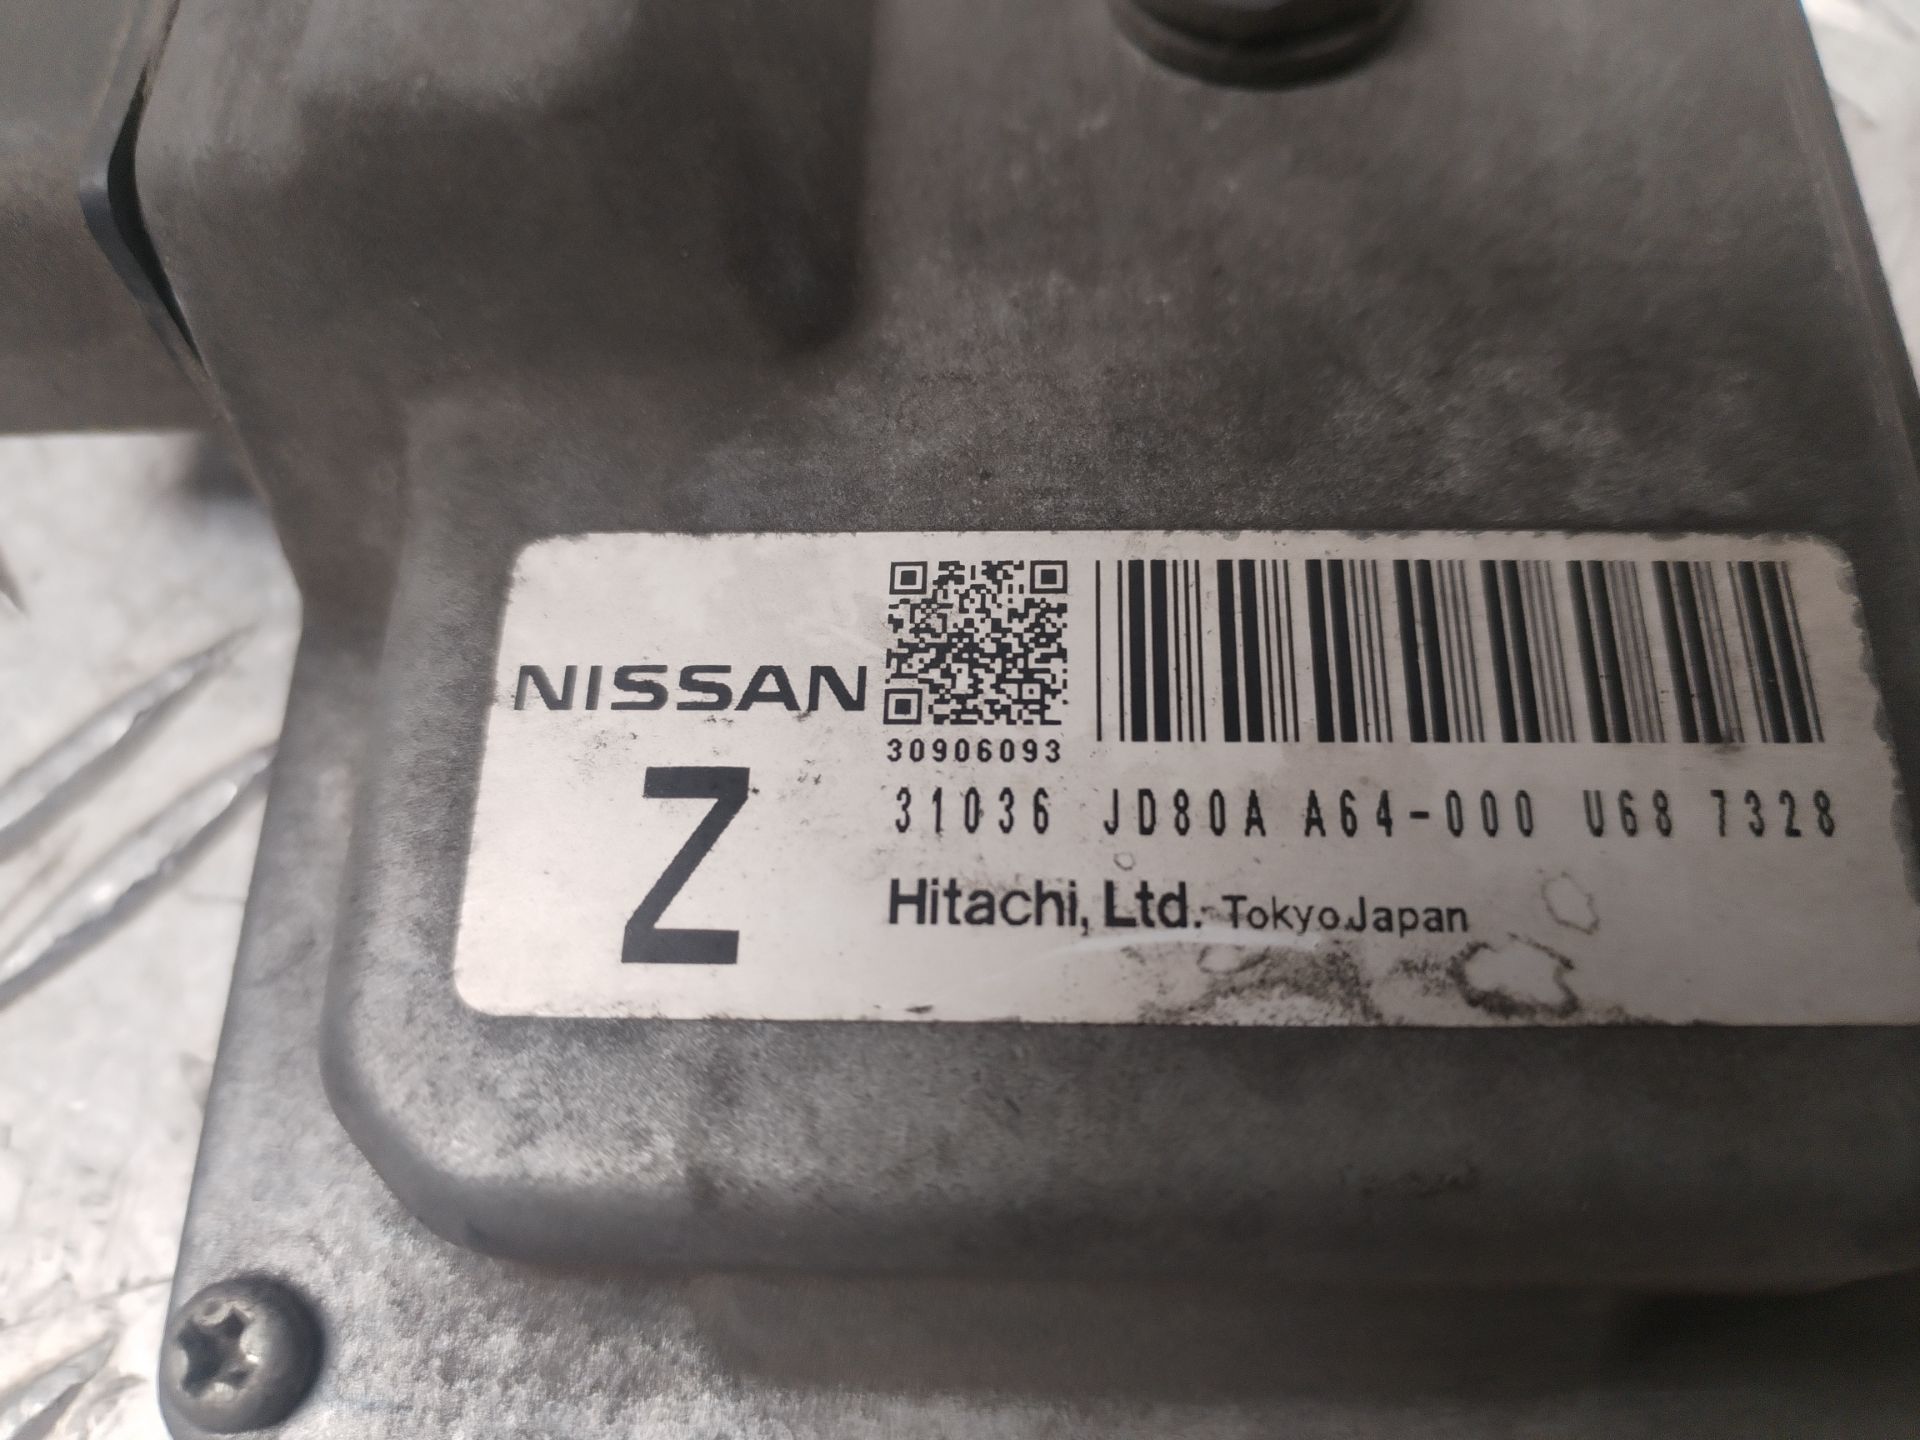 NISSAN
30906093
31036 JD80A A64-000 U68 7328
Z
Hitachi, Ltd. Tokyo Japan